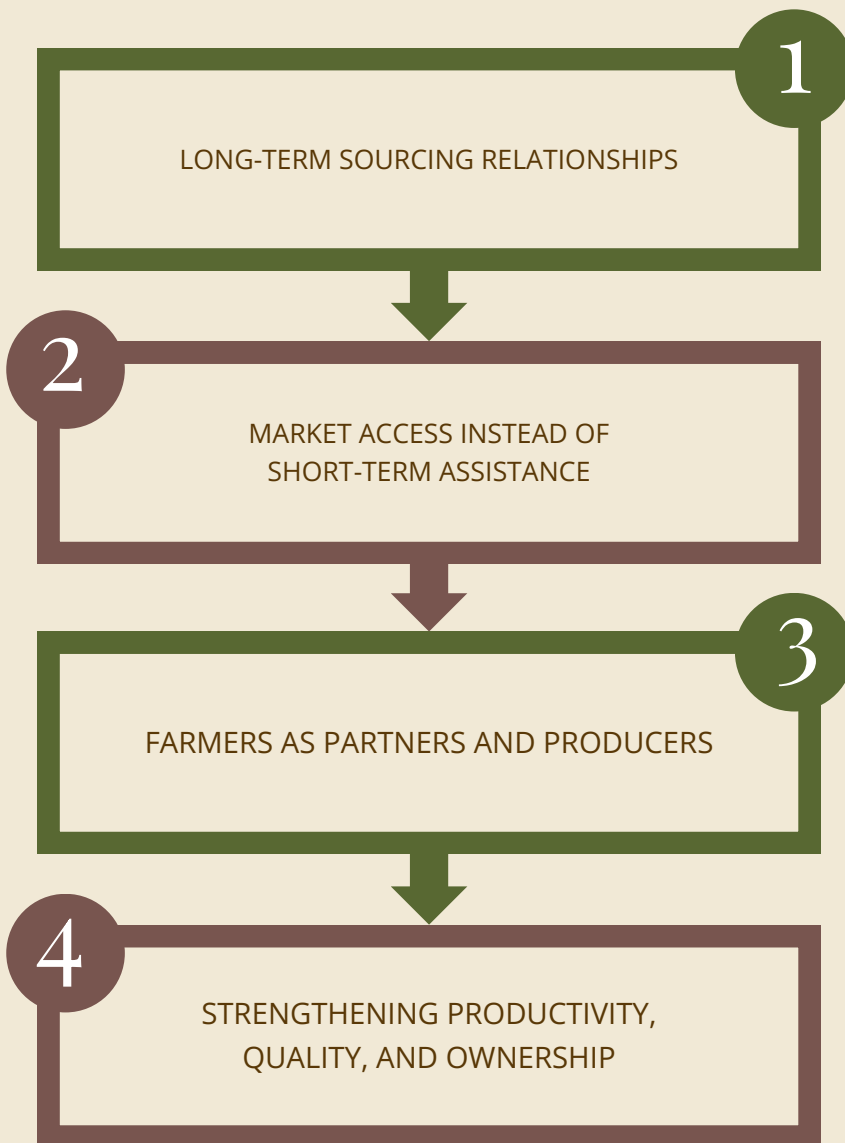 1
LONG-TERM SOURCING RELATIONSHIPS
2
MARKET ACCESS INSTEAD OF
SHORT-TERM ASSISTANCE
3
FARMERS AS PARTNERS AND PRODUCERS
4
STRENGTHENING PRODUCTIVITY,
QUALITY, AND OWNERSHIP